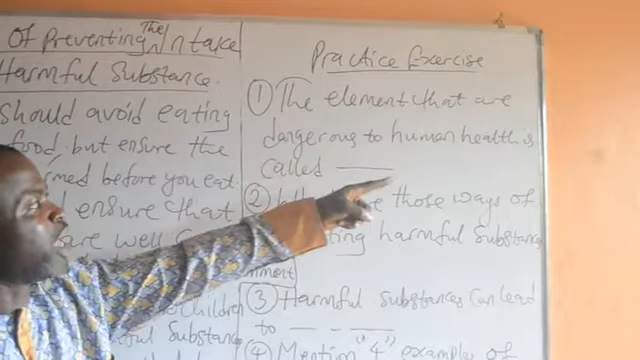 Of Preventing The Intake
Harmful Substance.
should avoid eating
food. but ensure the
before you eat.
ensure that
well
Children
Substance
Practice Exercise
① The element that are
dangerous to human health is
called ———
② those ways of
harmful Substance
③ Harmful substances Can lead
to — - ——
④ Mention "4" examples of